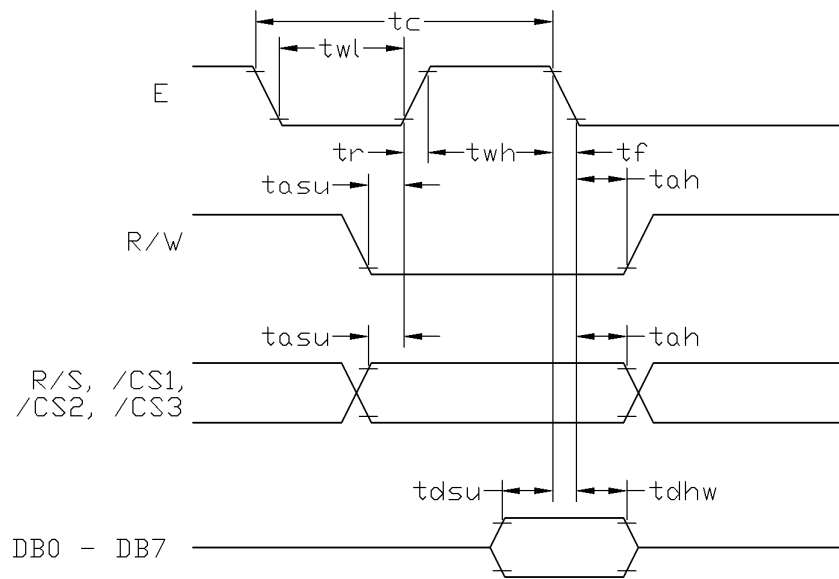 tc
twl
E
tr
twh
tf
tasu
tah
R/W
tasu
tah
R/S, /CS1,
/CS2, /CS3
tdsu
tdhw
DB0 - DB7